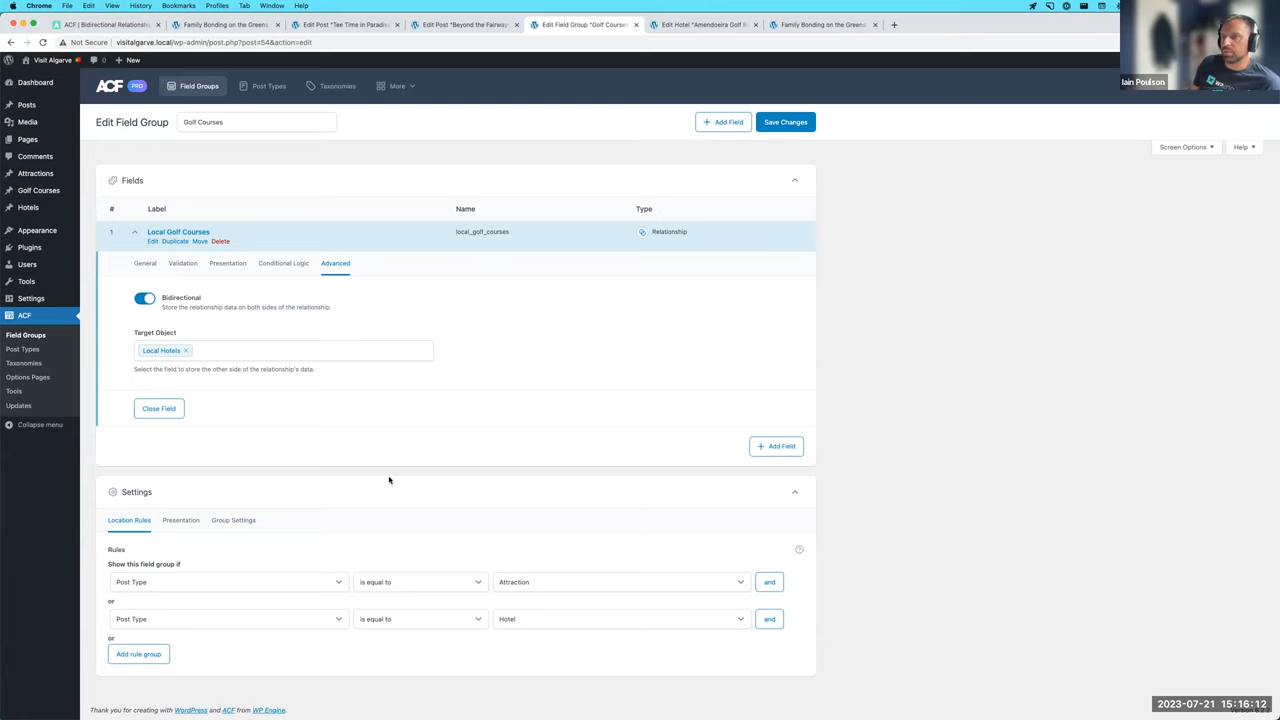 Chrome File Edit View History Bookmarks Profiles Tab Window Help
ACF | Bidirectional Relationshi
Family Bonding on the Greens
Edit Post "Tee Time in Paradise
Edit Post "Beyond the Fairway
Edit Field Group "Golf Courses"
Edit Hotel "Amendoeira Golf R
Family Bonding on the Greens
Not Secure visitalgarve.local/wp-admin/post.php?post=54&action=edit
Visit Algarve 0 New
Iain Poulson
Dashboard
Posts
Media
Pages
Comments
Attractions
Golf Courses
Hotels
Appearance
Plugins
Users
Tools
Settings
ACF
Field Groups
Post Types
Taxonomies
Options Pages
Tools
Updates
Collapse menu
ACF PRO Field Groups Post Types Taxonomies More
Edit Field Group Golf Courses + Add Field Save Changes
Screen Options Help
Fields
# Label Name Type
1 Local Golf Courses local_golf_courses Relationship
Edit Duplicate Move Delete
General Validation Presentation Conditional Logic Advanced
Bidirectional
Store the relationship data on both sides of the relationship.
Target Object
Local Hotels ×
Select the field to store the other side of the relationship's data.
Close Field
+ Add Field
Settings
Location Rules Presentation Group Settings
Rules
Show this field group if
Post Type is equal to Attraction and
or
Post Type is equal to Hotel and
or
Add rule group
Thank you for creating with WordPress and ACF from WP Engine.
2023-07-21 15:16:12